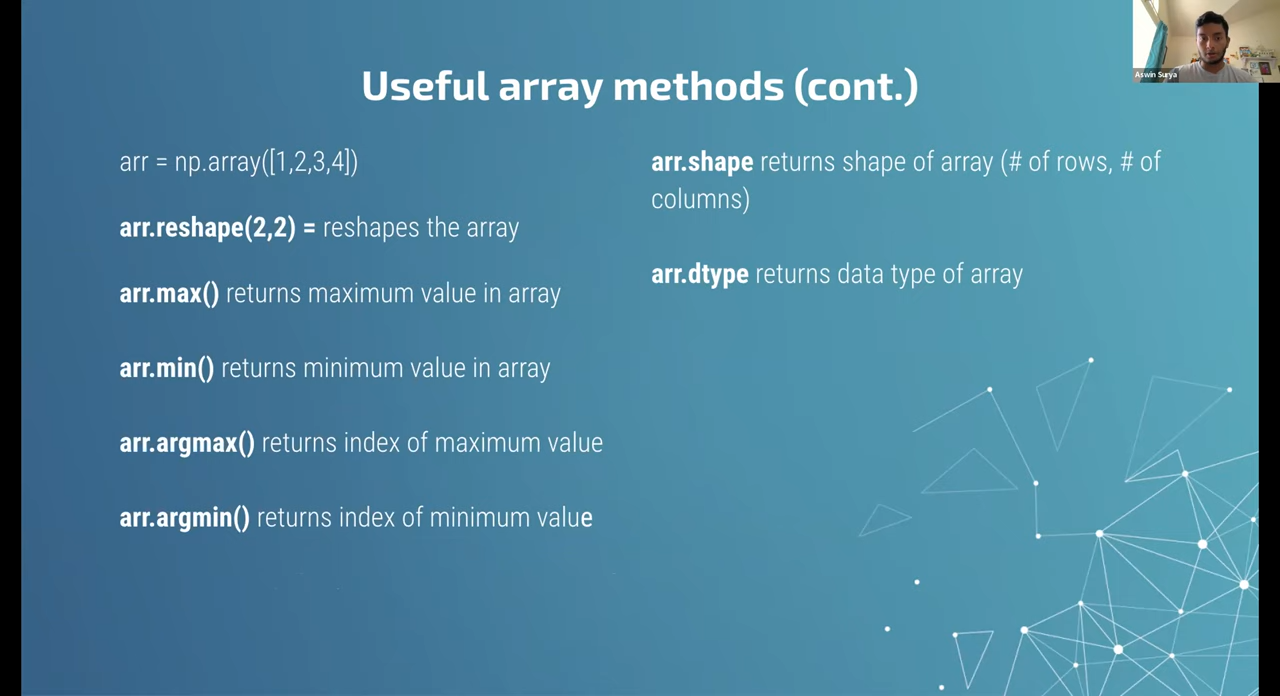 Useful array methods (cont.)
Aswin Surya
arr = np.array([1,2,3,4])
arr.reshape(2,2) = reshapes the array
arr.max() returns maximum value in array
arr.min() returns minimum value in array
arr.argmax() returns index of maximum value
arr.argmin() returns index of minimum value
arr.shape returns shape of array (# of rows, # of
columns)
arr.dtype returns data type of array